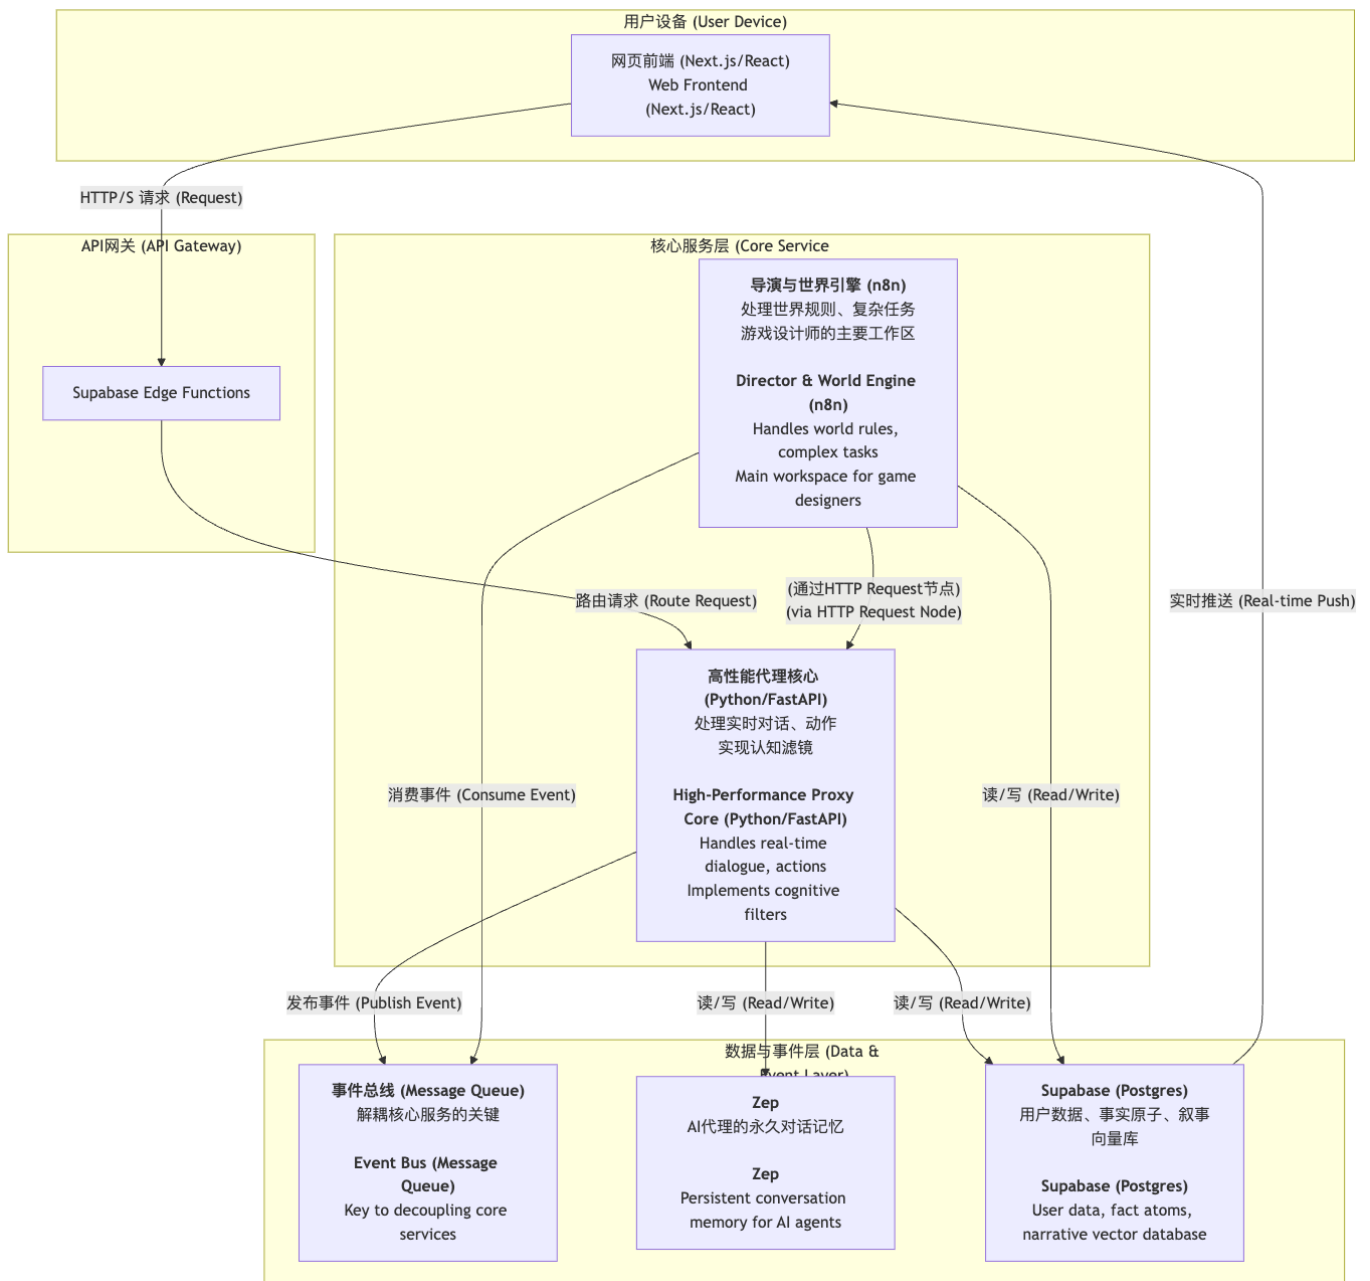 用户设备 (User Device)
网页前端 (Next.js/React)
Web Frontend
(Next.js/React)
HTTP/S 请求 (Request)
API网关 (API Gateway)
Supabase Edge Functions
核心服务层 (Core Service
导演与世界引擎 (n8n)
处理世界规则、复杂任务
游戏设计师的主要工作区
Director & World Engine
(n8n)
Handles world rules,
complex tasks
Main workspace for game
designers
路由请求 (Route Request)
(通过HTTP Request节点)
(via HTTP Request Node)
实时推送 (Real-time Push)
高性能代理核心
(Python/FastAPI)
处理实时对话、动作
实现认知滤镜
High-Performance Proxy
Core (Python/FastAPI)
Handles real-time
dialogue, actions
Implements cognitive
filters
消费事件 (Consume Event)
读/写 (Read/Write)
发布事件 (Publish Event)
读/写 (Read/Write)
读/写 (Read/Write)
数据与事件层 (Data &
Event Layer)
事件总线 (Message Queue)
解耦核心服务的关键
Event Bus (Message
Queue)
Key to decoupling core
services
Zep
AI代理的永久对话记忆
Zep
Persistent conversation
memory for AI agents
Supabase (Postgres)
用户数据、事实原子、叙事
向量库
Supabase (Postgres)
User data, fact atoms,
narrative vector database